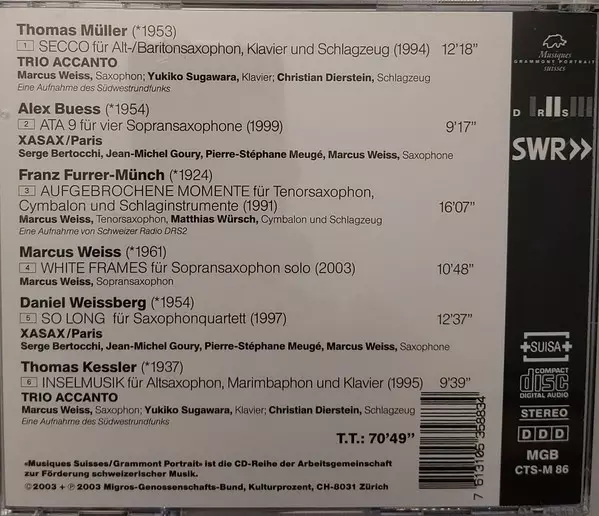 Thomas Müller (*1953)
1 SECCO für Alt-/Baritonsaxophon, Klavier und Schlagzeug (1994) 12'18"
TRIO ACCANTO
Marcus Weiss, Saxophon; Yukiko Sugawara, Klavier; Christian Dierstein, Schlagzeug
Eine Aufnahme des Südwestrundfunks
Alex Buess (*1954)
2 ATA 9 für vier Sopransaxophone (1999) 9'17"
XASAX/Paris
Serge Bertocchi, Jean-Michel Goury, Pierre-Stéphane Meugé, Marcus Weiss, Saxophone
Franz Furrer-Münch (*1924)
3 AUFGEBROCHENE MOMENTE für Tenorsaxophon,
Cymbalon und Schlaginstrumente (1991) 16'07"
Marcus Weiss, Tenorsaxophon, Matthias Würsch, Cymbalon und Schlagzeug
Eine Aufnahme von Schweizer Radio DRS2
Marcus Weiss (*1961)
4 WHITE FRAMES für Sopransaxophon solo (2003) 10'48"
Marcus Weiss, Sopransaxophon
Daniel Weissberg (*1954)
5 SO LONG für Saxophonquartett (1997) 12'37"
XASAX/Paris
Serge Bertocchi, Jean-Michel Goury, Pierre-Stéphane Meugé, Marcus Weiss, Saxophone
Thomas Kessler (*1937)
6 INSELMUSIK für Altsaxophon, Marimbaphon und Klavier (1995) 9'39"
TRIO ACCANTO
Marcus Weiss, Saxophon; Yukiko Sugawara, Klavier; Christian Dierstein, Schlagzeug
Eine Aufnahme des Südwestrundfunks
T.T.: 70'49"
«Musiques Suisses/Grammont Portrait» ist die CD-Reihe der Arbeitsgemeinschaft
zur Förderung schweizerischer Musik.
©2003 + ℗ 2003 Migros-Genossenschafts-Bund, Kulturprozent, CH-8031 Zürich
7 613105 358834
Musiques
GRAMMONT PORTRAIT
suisses
DRS
SWR>>
SUISA
COMPACT
disc
DIGITAL AUDIO
STEREO
DDD
MGB
CTS-M 86